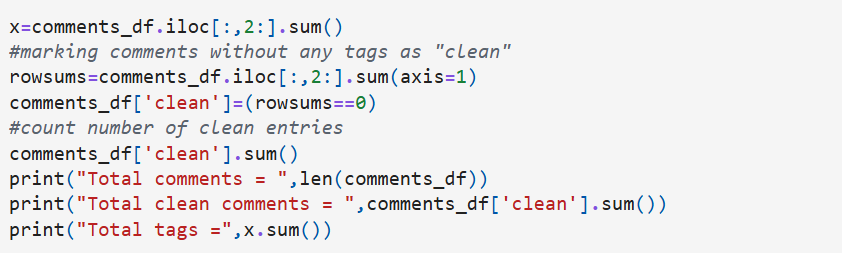 x=comments_df.iloc[:,2:].sum()
#marking comments without any tags as "clean"
rowsums=comments_df.iloc[:,2:].sum(axis=1)
comments_df['clean']=(rowsums==0)
#count number of clean entries
comments_df['clean'].sum()
print("Total comments = ",len(comments_df))
print("Total clean comments = ",comments_df['clean'].sum())
print("Total tags =",x.sum())